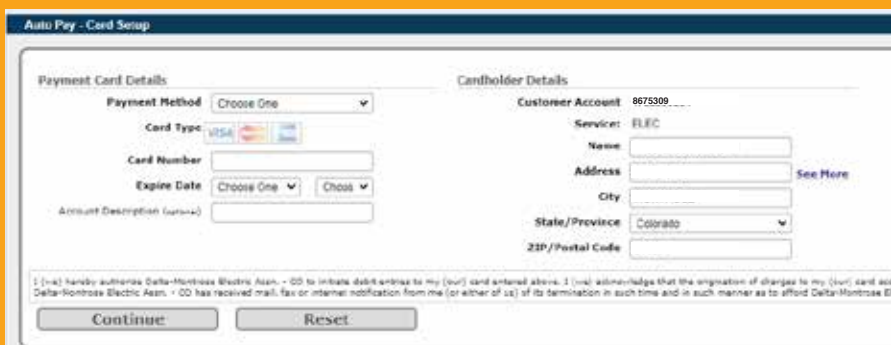 Auto Pay - Card Setup
Payment Card Details
Payment Method Choose One
Card Type VISA
Card Number
Expire Date Choose One Choose
Account Description (optional)
Cardholder Details
Customer Account 8675309
Service: ELEC
Name
Address See More
City
State/Province Colorado
ZIP/Postal Code
I (we) hereby authorize Delta-Montrose Electric Assn. - CO to initiate debit entries to my (our) card entered above. I (we) acknowledge that the origination of charges to my (our) card acc
Delta-Montrose Electric Assn. - CO has received mail, fax or internet notification from me (or either of us) of its termination in such time and in such manner as to afford Delta-Montrose El
Continue Reset